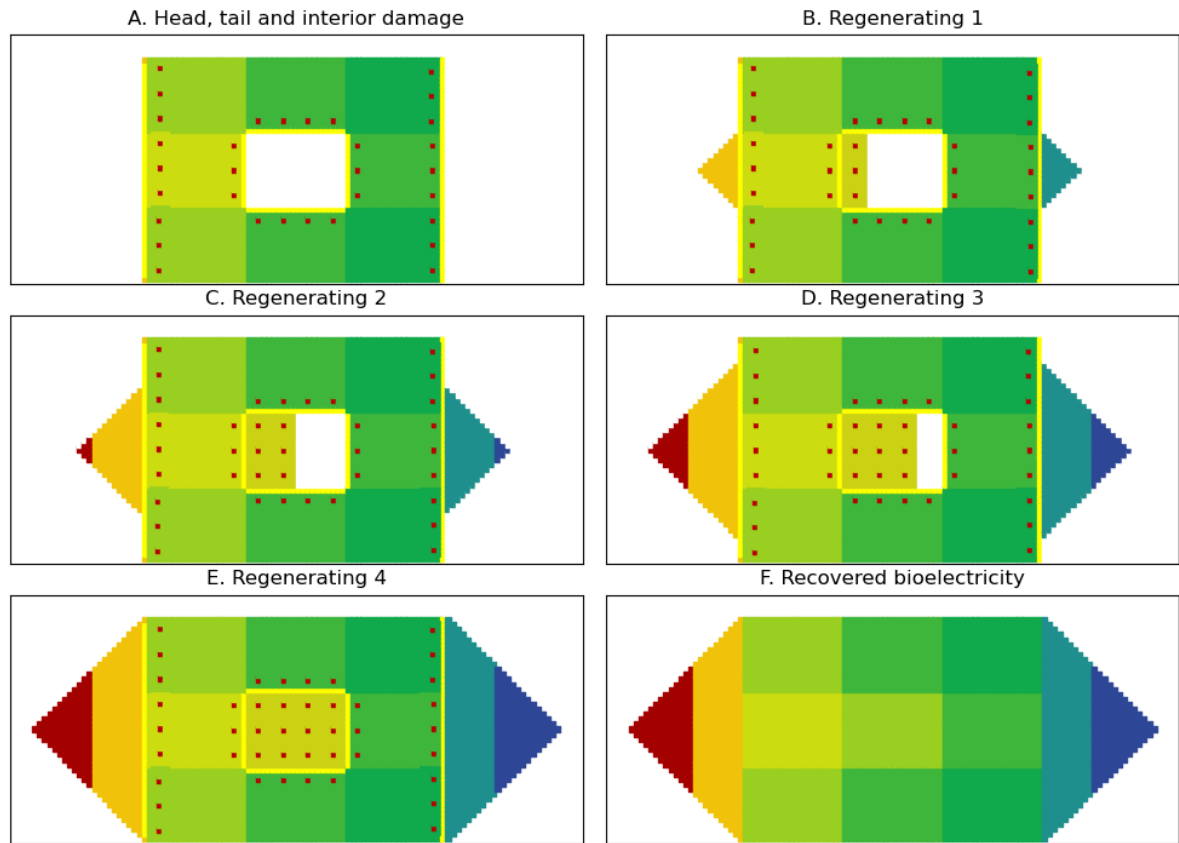 A. Head, tail and interior damage
B. Regenerating 1
C. Regenerating 2
D. Regenerating 3
E. Regenerating 4
F. Recovered bioelectricity